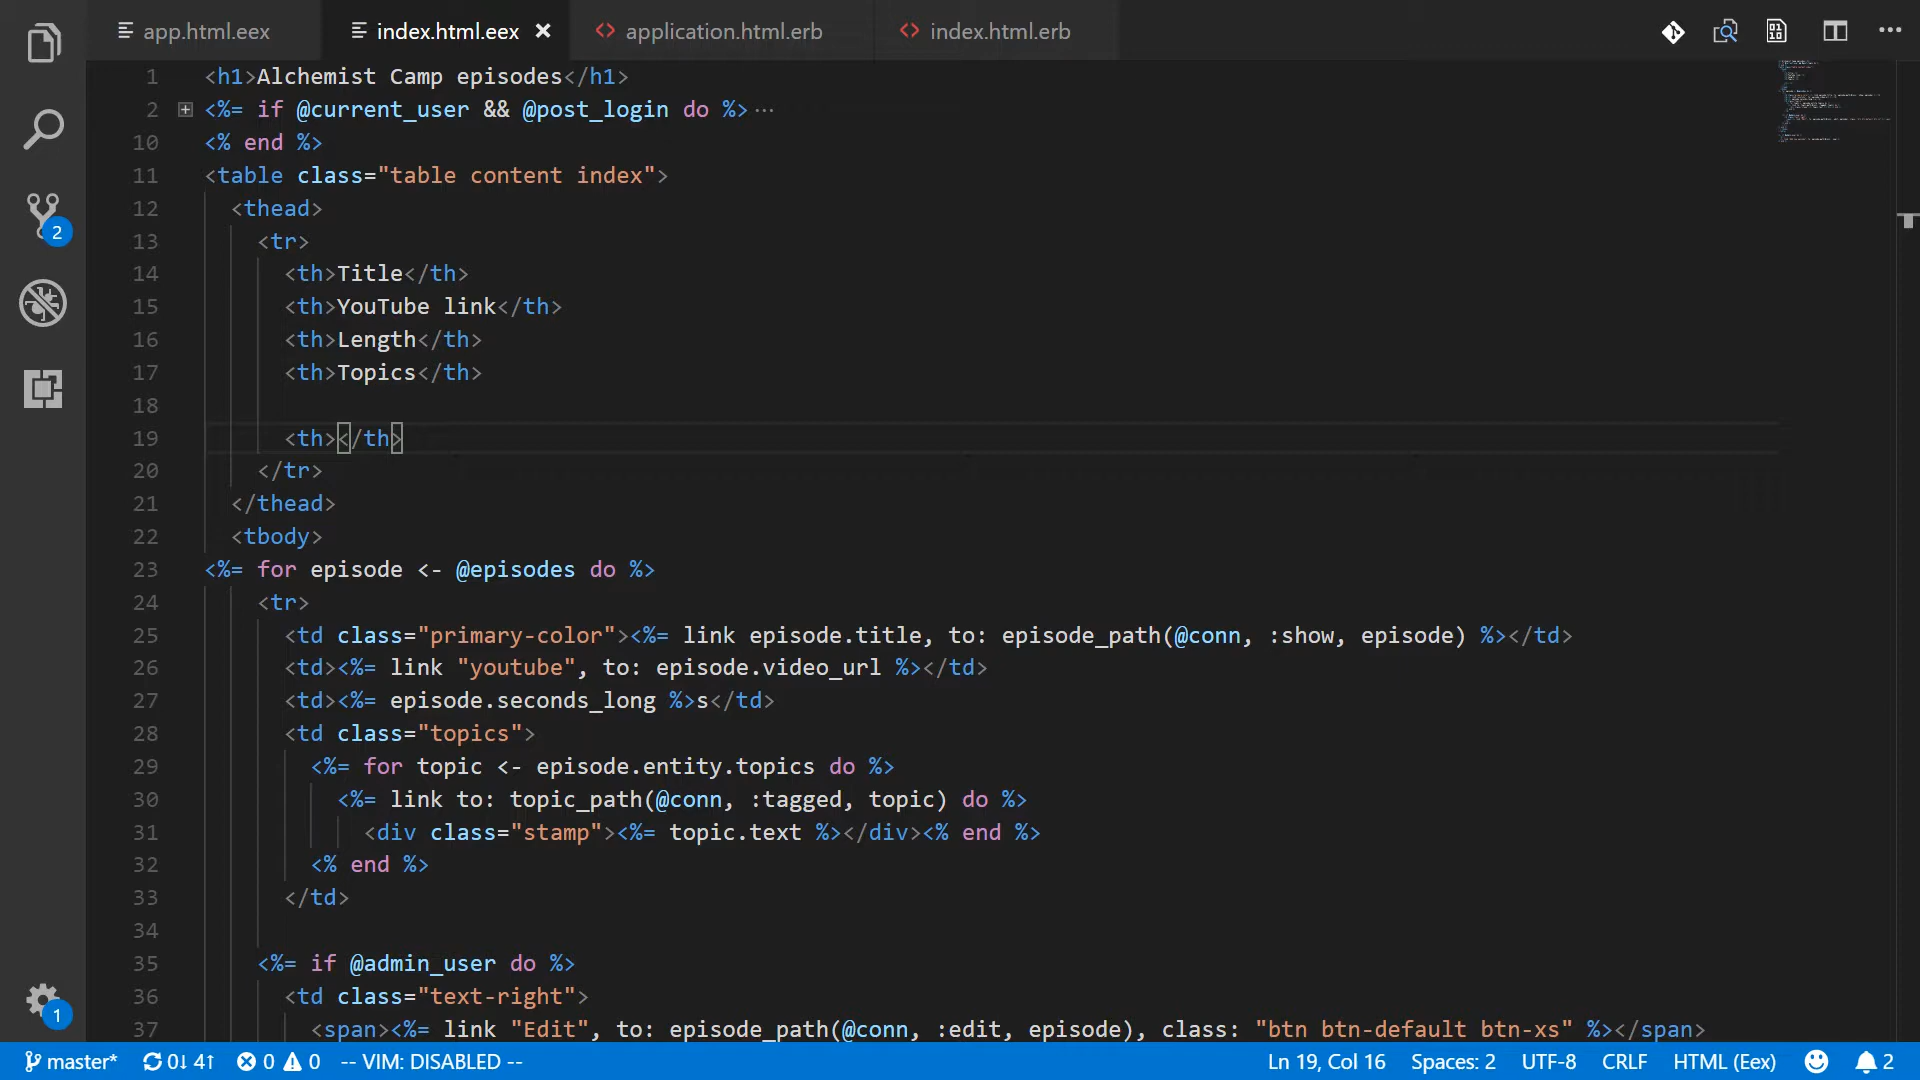 app.html.eex index.html.eex application.html.erb index.html.erb
1 <h1>Alchemist Camp episodes</h1>
2 <%= if @current_user && @post_login do %> ...
10 <% end %>
11 <table class="table content index">
12 <thead>
13 <tr>
14 <th>Title</th>
15 <th>YouTube link</th>
16 <th>Length</th>
17 <th>Topics</th>
18
19 <th></th>
20 </tr>
21 </thead>
22 <tbody>
23 <%= for episode <- @episodes do %>
24 <tr>
25 <td class="primary-color"><%= link episode.title, to: episode_path(@conn, :show, episode) %></td>
26 <td><%= link "youtube", to: episode.video_url %></td>
27 <td><%= episode.seconds_long %>s</td>
28 <td class="topics">
29 <%= for topic <- episode.entity.topics do %>
30 <%= link to: topic_path(@conn, :tagged, topic) do %>
31 <div class="stamp"><%= topic.text %></div><% end %>
32 <% end %>
33 </td>
34
35 <%= if @admin_user do %>
36 <td class="text-right">
37 <span><%= link "Edit", to: episode_path(@conn, :edit, episode), class: "btn btn-default btn-xs" %></span>
2
1
master* 0↓ 4↑ 0 0 -- VIM: DISABLED -- Ln 19, Col 16 Spaces: 2 UTF-8 CRLF HTML (Eex) 2